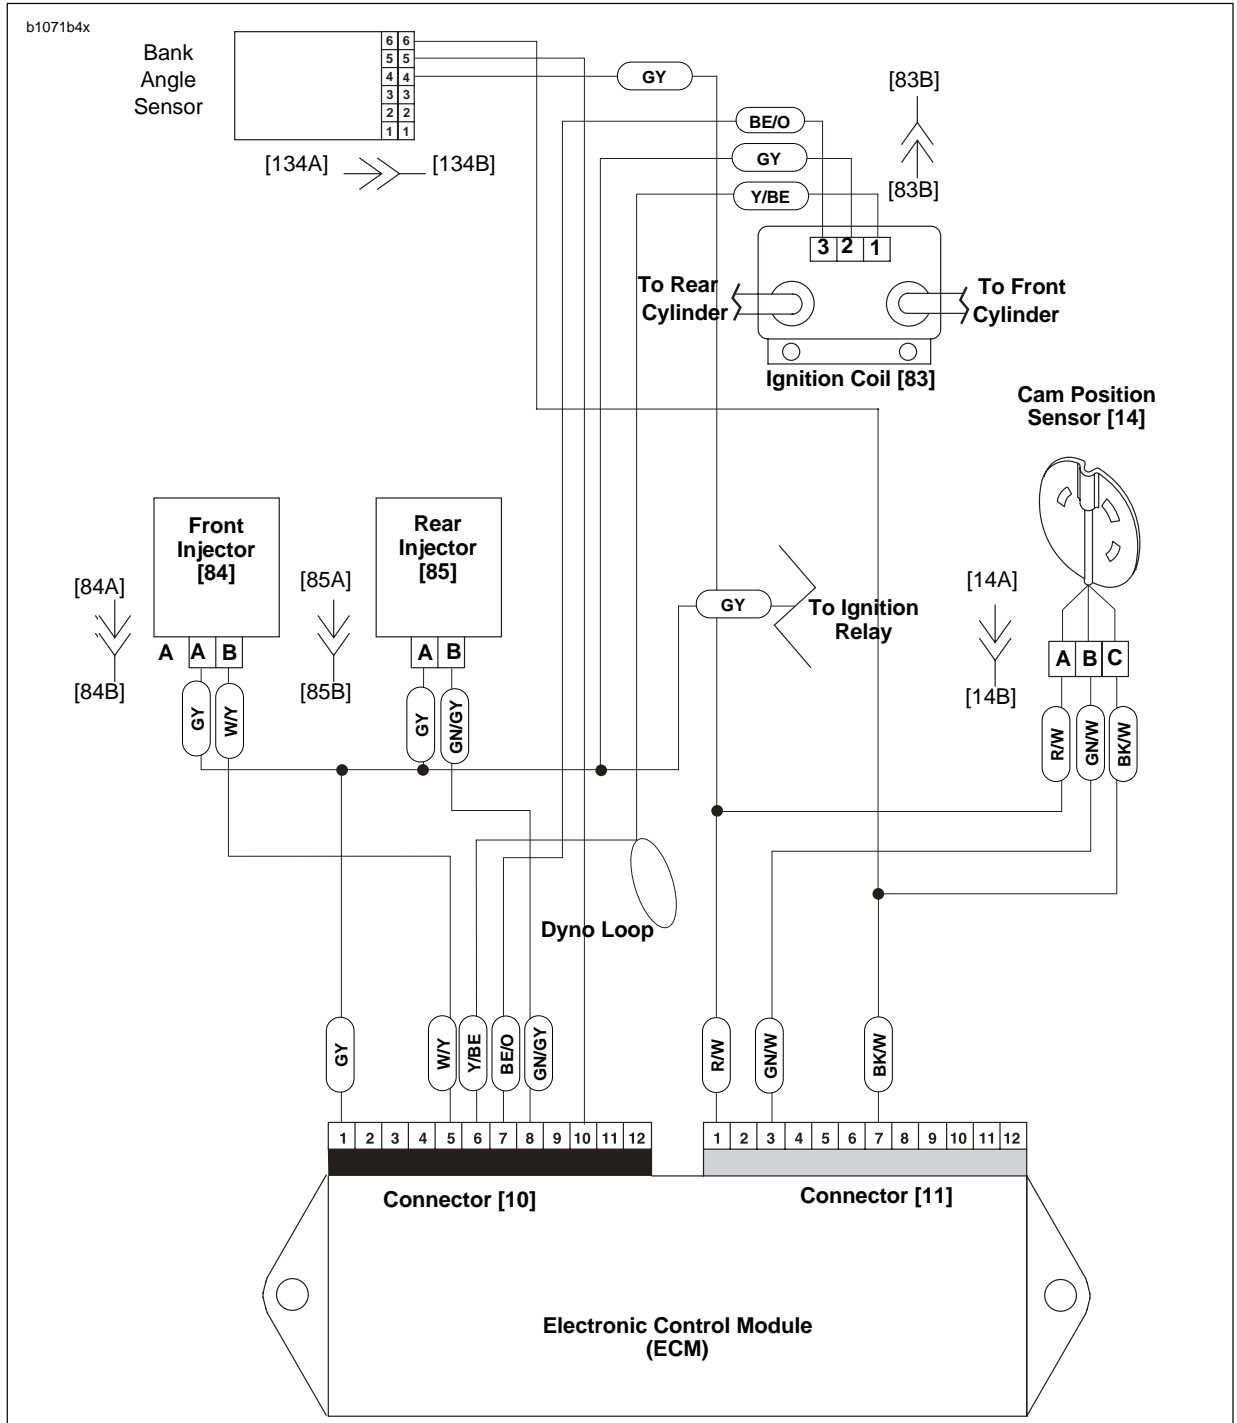 b1071b4x
Bank
Angle
Sensor
6 6
5 5
4 4
3 3
2 2
1 1
[134A] [134B]
GY
BE/O
GY
Y/BE
[83B]
[83B]
3 2 1
To Rear
Cylinder
To Front
Cylinder
Ignition Coil [83]
Cam Position
Sensor [14]
Front
Injector
[84]
Rear
Injector
[85]
[84A]
[84B]
[85A]
[85B]
A A B
A B
GY
W/Y
GY
GN/GY
GY
To Ignition
Relay
[14A]
[14B]
A B C
R/W
GN/W
BK/W
Dyno Loop
GY
W/Y
Y/BE
BE/O
GN/GY
R/W
GN/W
BK/W
1 2 3 4 5 6 7 8 9 10 11 12
1 2 3 4 5 6 7 8 9 10 11 12
Connector [10]
Connector [11]
Electronic Control Module
(ECM)